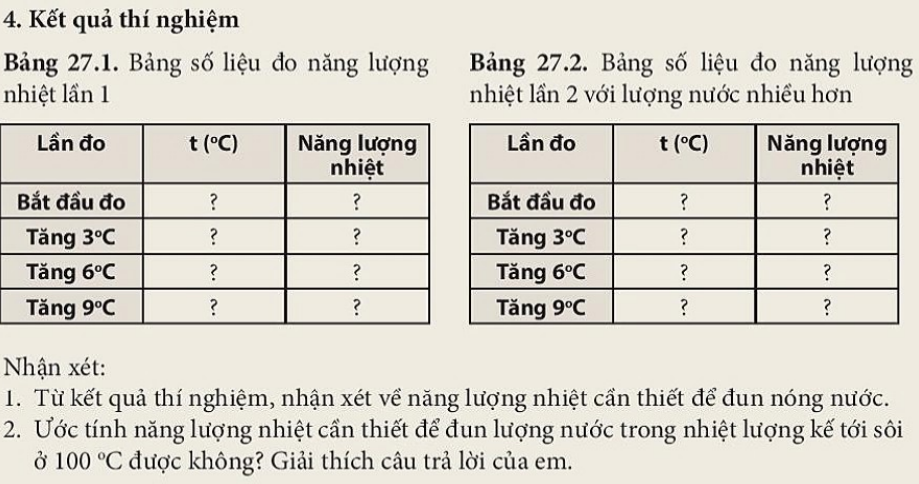 4. Kết quả thí nghiệm
Bảng 27.1. Bảng số liệu đo năng lượng
nhiệt lần 1
Lần đo t (°C) Năng lượng
nhiệt
Bắt đầu đo ? ?
Tăng 3°C ? ?
Tăng 6°C ? ?
Tăng 9°C ? ?
Bảng 27.2. Bảng số liệu đo năng lượng
nhiệt lần 2 với lượng nước nhiều hơn
Lần đo t (°C) Năng lượng
nhiệt
Bắt đầu đo ? ?
Tăng 3°C ? ?
Tăng 6°C ? ?
Tăng 9°C ? ?
Nhận xét:
1. Từ kết quả thí nghiệm, nhận xét về năng lượng nhiệt cần thiết để đun nóng nước.
2. Ước tính năng lượng nhiệt cần thiết để đun lượng nước trong nhiệt lượng kế tới sôi
ở 100 °C được không? Giải thích câu trả lời của em.